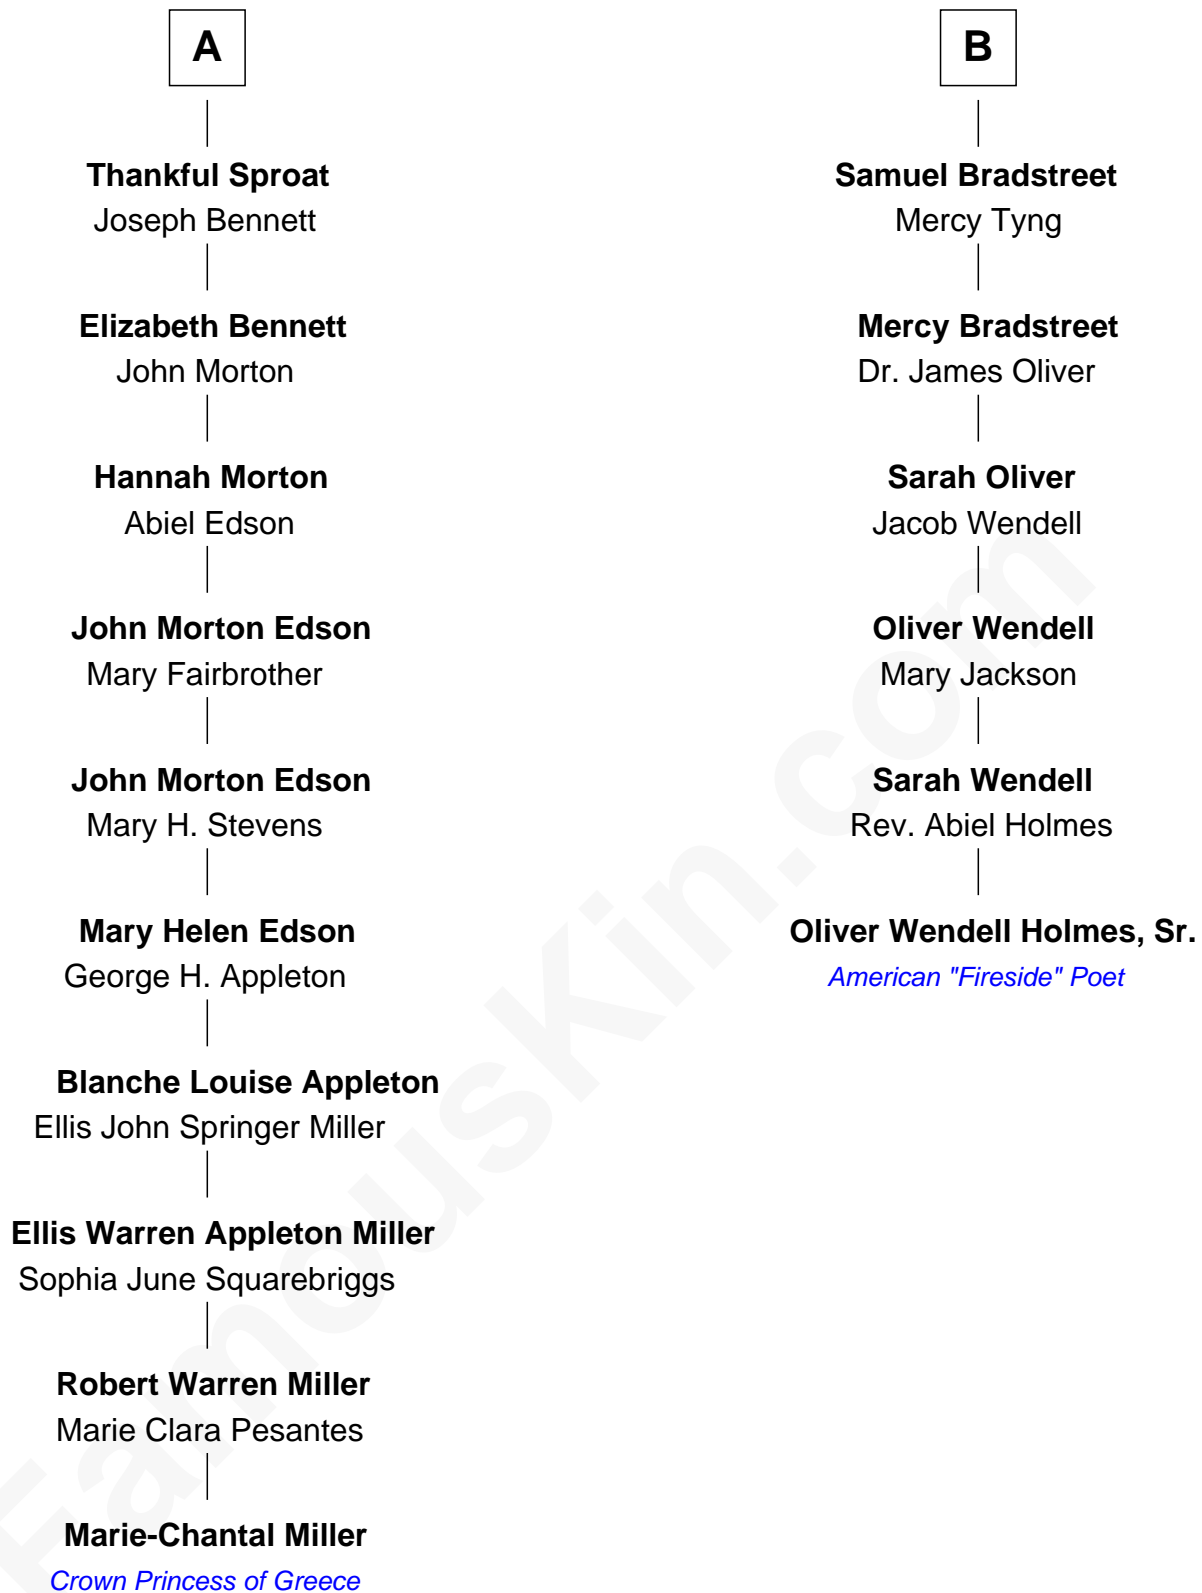 A
Thankful Sproat
Joseph Bennett
Elizabeth Bennett
John Morton
Hannah Morton
Abiel Edson
John Morton Edson
Mary Fairbrother
John Morton Edson
Mary H. Stevens
Mary Helen Edson
George H. Appleton
Blanche Louise Appleton
Ellis John Springer Miller
Ellis Warren Appleton Miller
Sophia June Squarebriggs
Robert Warren Miller
Marie Clara Pesantes
Marie-Chantal Miller
Crown Princess of Greece
B
Samuel Bradstreet
Mercy Tyng
Mercy Bradstreet
Dr. James Oliver
Sarah Oliver
Jacob Wendell
Oliver Wendell
Mary Jackson
Sarah Wendell
Rev. Abiel Holmes
Oliver Wendell Holmes, Sr.
American "Fireside" Poet
FamousKin.com